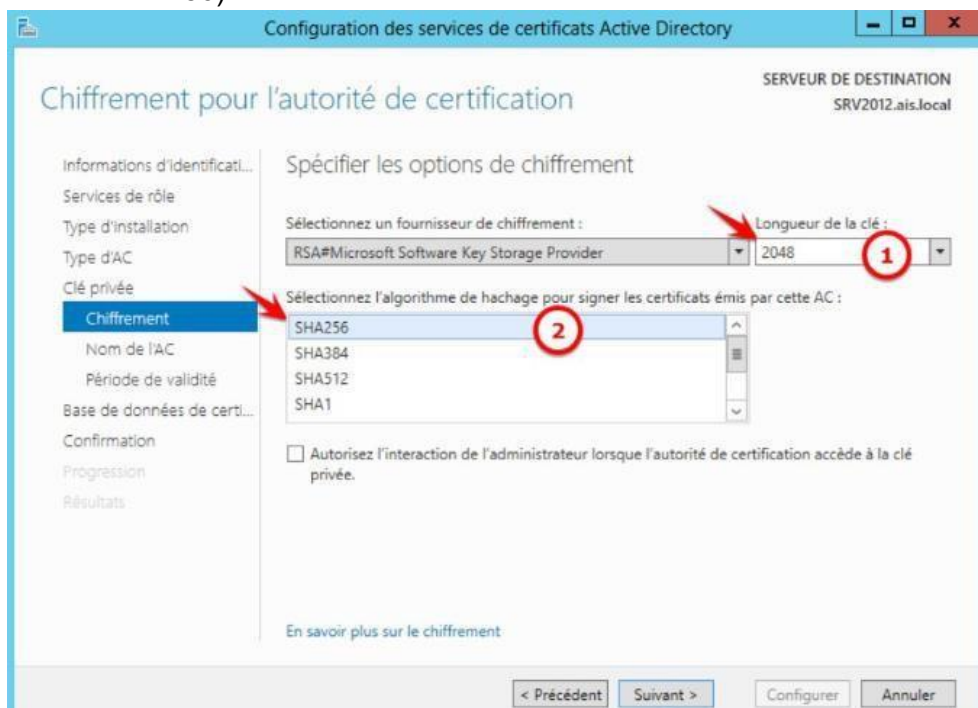 Configuration des services de certificats Active Directory
Chiffrement pour l'autorité de certification
SERVEUR DE DESTINATION
SRV2012.ais.local
Informations d'identificati...
Services de rôle
Type d'installation
Type d'AC
Clé privée
Chiffrement
Nom de l'AC
Période de validité
Base de données de certi...
Confirmation
Progression
Résultats
Spécifier les options de chiffrement
Sélectionnez un fournisseur de chiffrement :
Longueur de la clé :
RSA#Microsoft Software Key Storage Provider
2048
1
Sélectionnez l'algorithme de hachage pour signer les certificats émis par cette AC :
SHA256
2
SHA384
SHA512
SHA1
Autorisez l'interaction de l'administrateur lorsque l'autorité de certification accède à la clé
privée.
En savoir plus sur le chiffrement
< Précédent
Suivant >
Configurer
Annuler